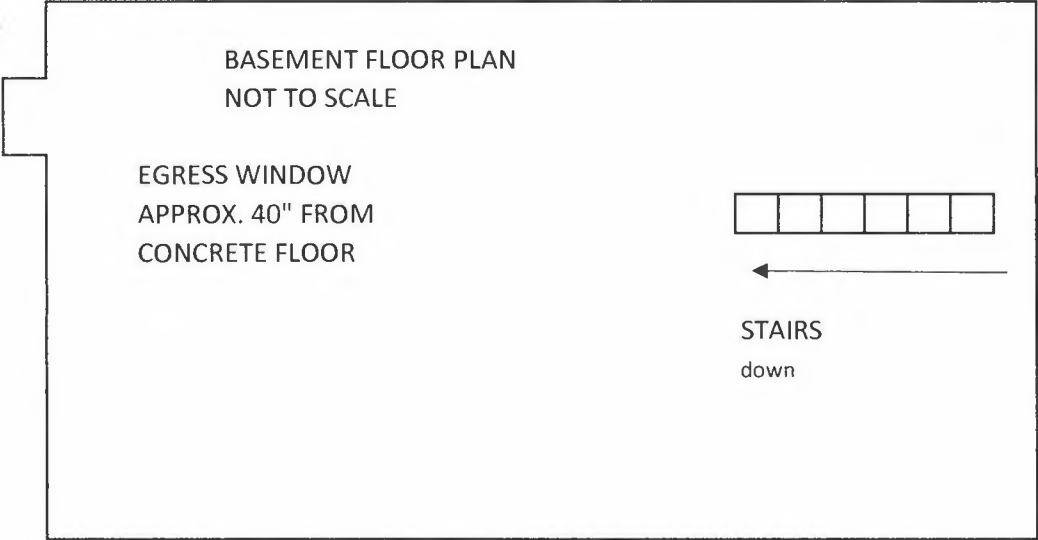 BASEMENT FLOOR PLAN
NOT TO SCALE
EGRESS WINDOW
APPROX. 40" FROM
CONCRETE FLOOR
STAIRS
down